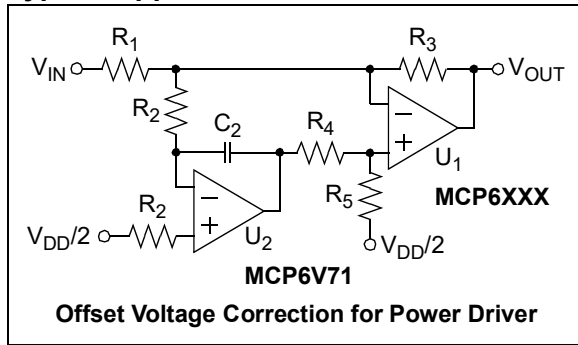 R1
R3
VIN
VOUT
R2
C2
R4
U1
R5
MCP6XXX
R2
U2
VDD/2
VDD/2
MCP6V71
Offset Voltage Correction for Power Driver